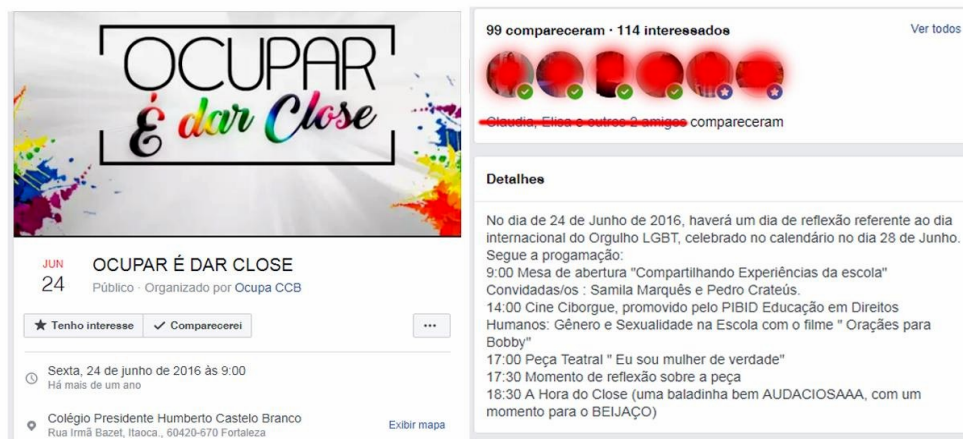 OCUPAR
É dar Close
JUN
24
OCUPAR É DAR CLOSE
Público · Organizado por Ocupa CCB
Tenho interesse
Comparecerei
Sexta, 24 de junho de 2016 às 9:00
Há mais de um ano
Colégio Presidente Humberto Castelo Branco
Rua Irmã Bazet, Itaoca., 60420-670 Fortaleza
Exibir mapa
99 compareceram · 114 interessados
Ver todos
Claudia, Elisa e outros 2 amigos compareceram
Detalhes
No dia de 24 de Junho de 2016, haverá um dia de reflexão referente ao dia
internacional do Orgulho LGBT, celebrado no calendário no dia 28 de Junho.
Segue a progamação:
9:00 Mesa de abertura "Compartilhando Experiências da escola"
Convidadas/os : Samila Marquês e Pedro Crateús.
14:00 Cine Ciborgue, promovido pelo PIBID Educação em Direitos
Humanos: Gênero e Sexualidade na Escola com o filme " Oraçães para
Bobby"
17:00 Peça Teatral " Eu sou mulher de verdade"
17:30 Momento de reflexão sobre a peça
18:30 A Hora do Close (uma baladinha bem AUDACIOSAAA, com um
momento para o BEIJAÇO)